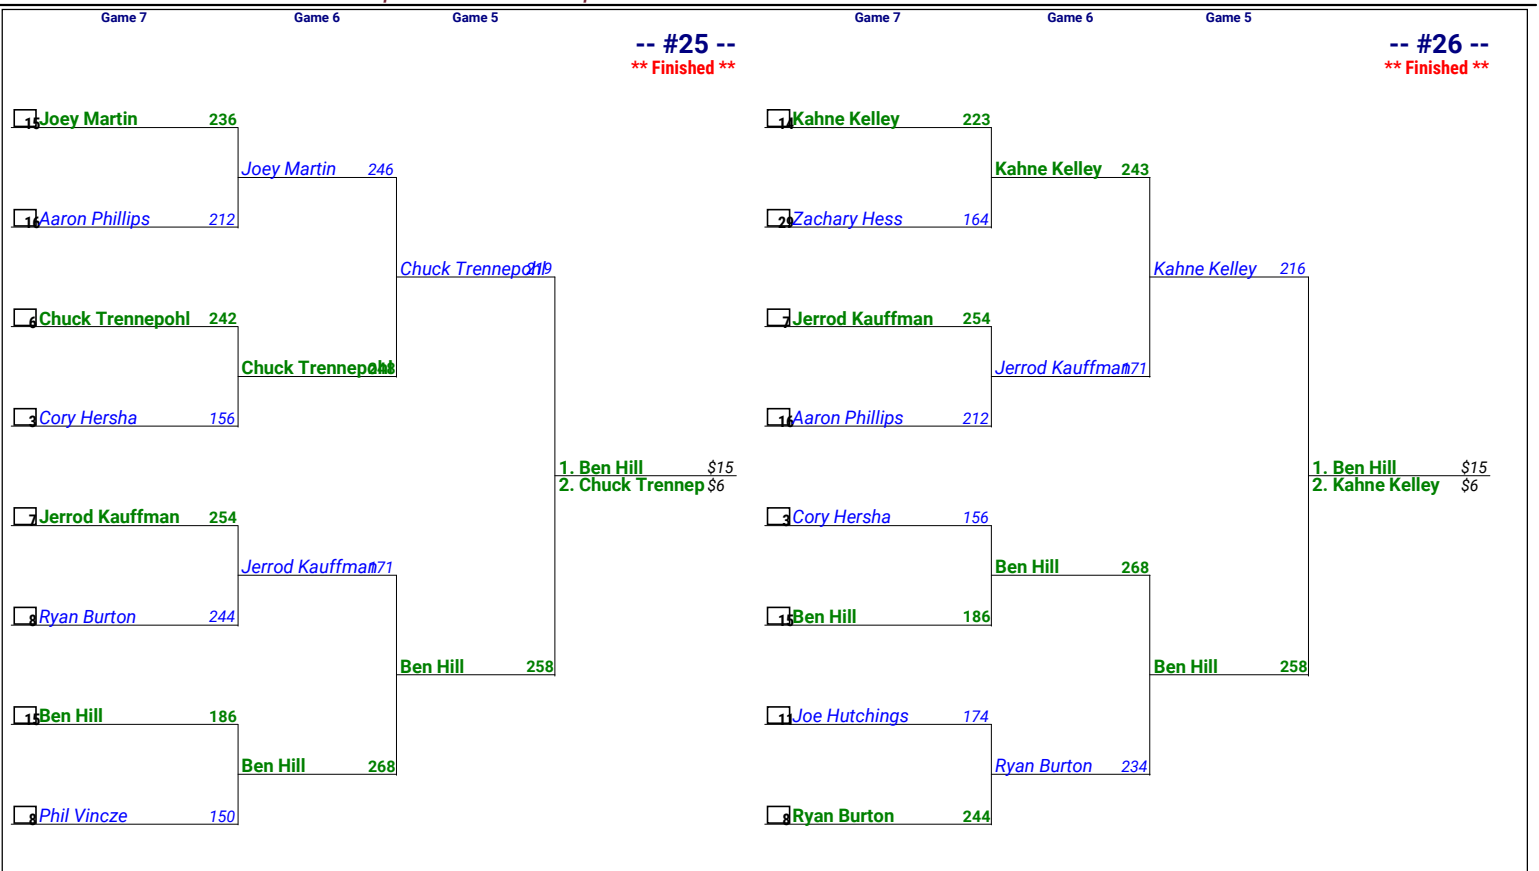 Game 7 Game 6 Game 5
-- #25 --
** Finished **
15 Joey Martin 236
Joey Martin 246
16 Aaron Phillips 212
Chuck Trennepohl 219
6 Chuck Trennepohl 242
Chuck Trennepohl
3 Cory Hersha 156
1. Ben Hill $15
2. Chuck Trennep $6
7 Jerrod Kauffman 254
Jerrod Kauffman 171
8 Ryan Burton 244
Ben Hill 258
15 Ben Hill 186
Ben Hill 268
8 Phil Vincze 150
Game 7 Game 6 Game 5
-- #26 --
** Finished **
14 Kahne Kelley 223
Kahne Kelley 243
29 Zachary Hess 164
Kahne Kelley 216
7 Jerrod Kauffman 254
Jerrod Kauffman 171
16 Aaron Phillips 212
1. Ben Hill $15
2. Kahne Kelley $6
3 Cory Hersha 156
Ben Hill 268
15 Ben Hill 186
Ben Hill 258
11 Joe Hutchings 174
Ryan Burton 234
8 Ryan Burton 244